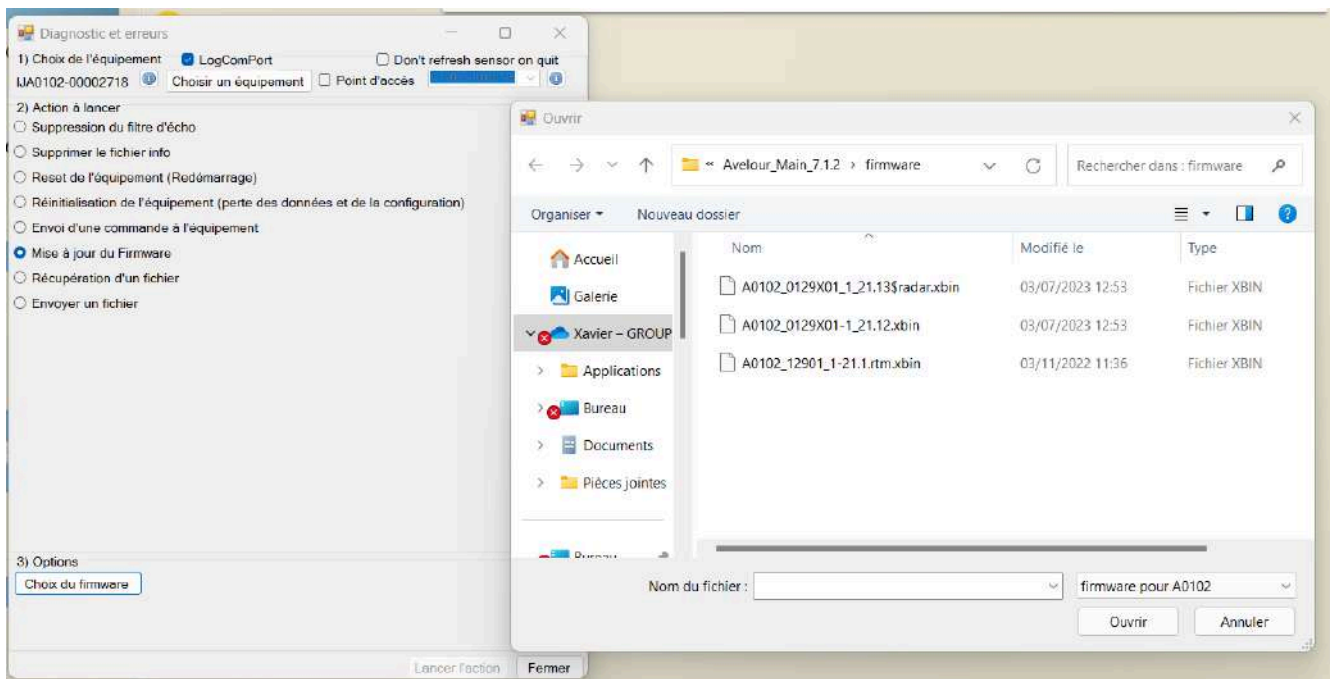 Diagnostic et erreurs
1) Choix de l'équipement LogComPort Don't refresh sensor on quit
IJA0102-00002718 Choisir un équipement Point d'accès
2) Action à lancer
Suppression du filtre d'écho
Supprimer le fichier info
Reset de l'équipement (Redémarrage)
Réinitialisation de l'équipement (perte des données et de la configuration)
Envoi d'une commande à l'équipement
Mise à jour du Firmware
Récupération d'un fichier
Envoyer un fichier
3) Options
Choix du firmware
Lancer l'action Fermer
Ouvrir
« Avelour_Main_7.1.2 > firmware Rechercher dans : firmware
Organiser Nouveau dossier
Nom Modifié le Type
Accueil
Galerie
Xavier – GROUP
Applications
Bureau
Documents
Pièces jointes
Bureau
A0102_0129X01_1_21.13$radar.xbin 03/07/2023 12:53 Fichier XBIN
A0102_0129X01-1_21.12.xbin 03/07/2023 12:53 Fichier XBIN
A0102_12901_1-21.1.rtm.xbin 03/11/2022 11:36 Fichier XBIN
Nom du fichier : firmware pour A0102
Ouvrir Annuler